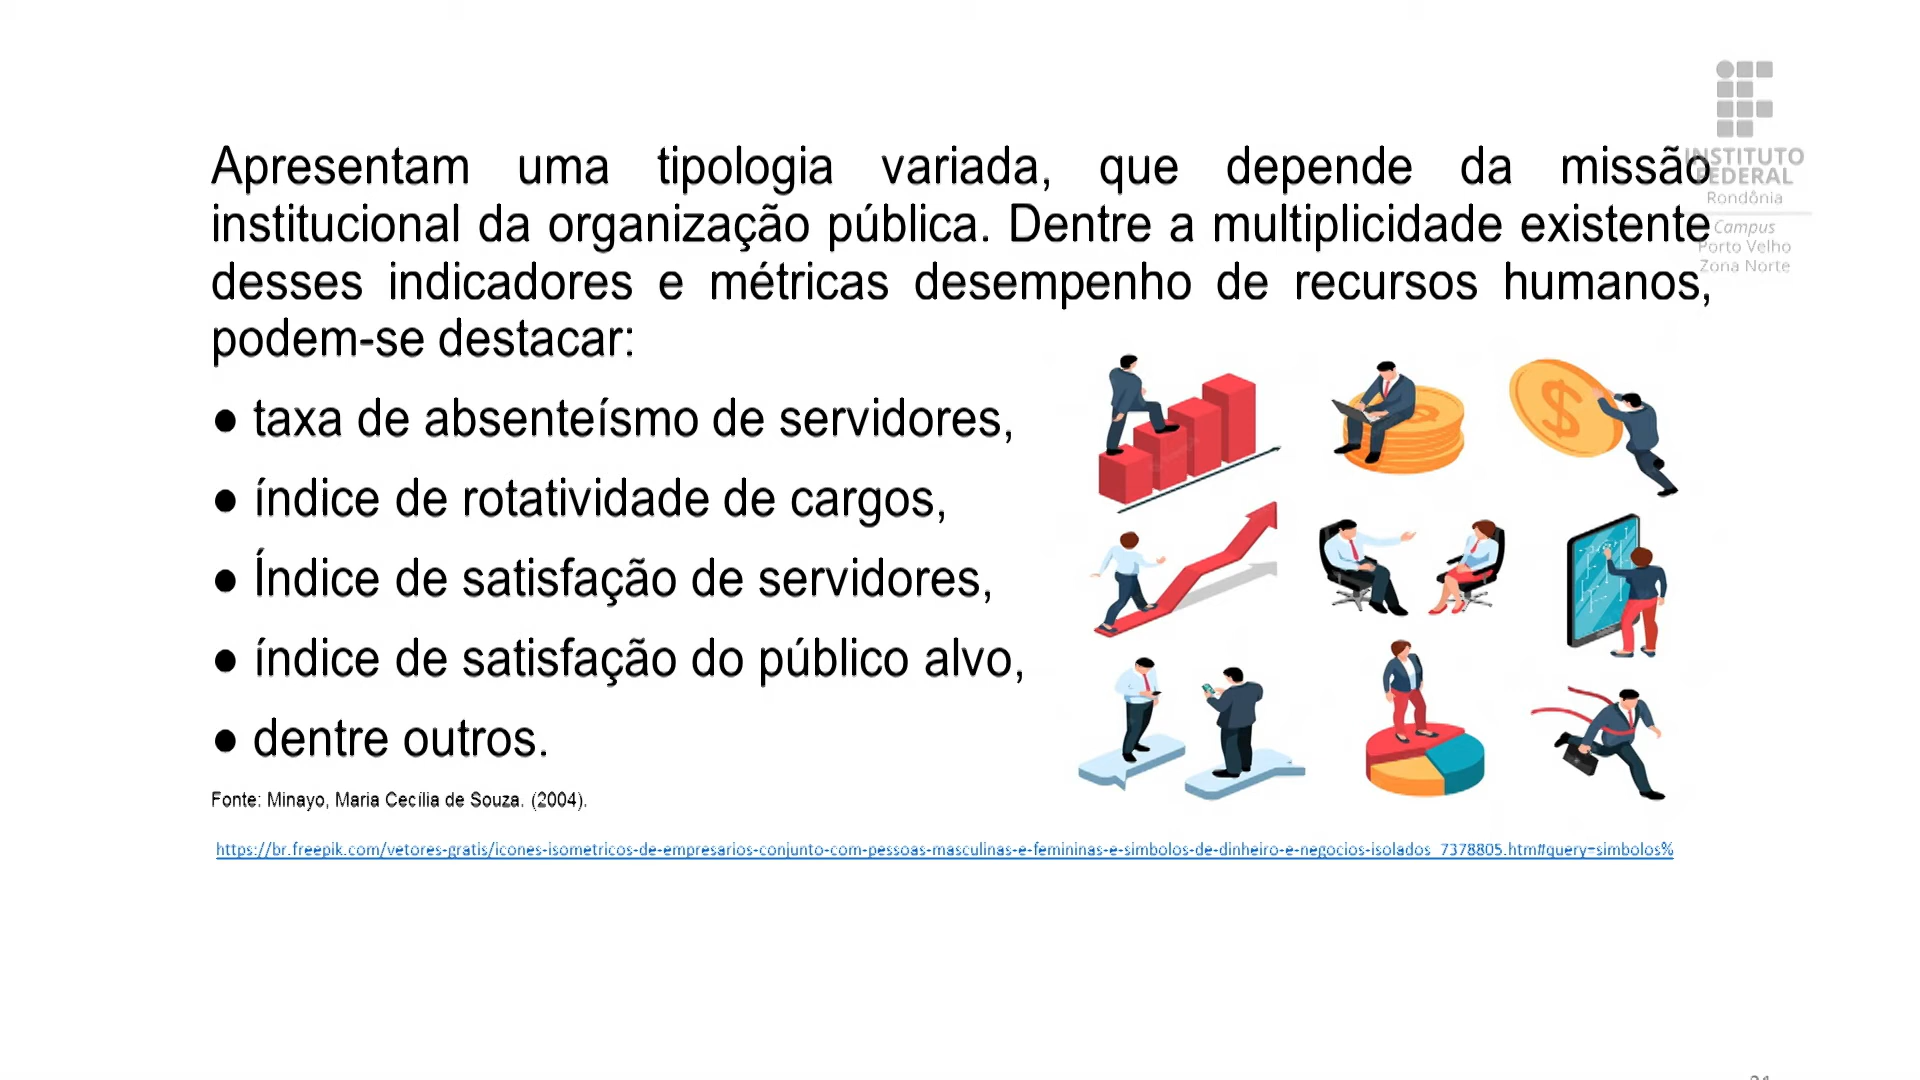 INSTITUTO
FEDERAL
Rondônia
Campus
Porto Velho
Zona Norte
Apresentam uma tipologia variada, que depende da missão
institucional da organização pública. Dentre a multiplicidade existente
desses indicadores e métricas desempenho de recursos humanos,
podem-se destacar:
● taxa de absenteísmo de servidores,
● índice de rotatividade de cargos,
● Índice de satisfação de servidores,
● índice de satisfação do público alvo,
● dentre outros.
Fonte: Minayo, Maria Cecília de Souza. (2004).
https://br.freepik.com/vetores-gratis/icones-isometricos-de-empresarios-conjunto-com-pessoas-masculinas-e-femininas-e-simbolos-de-dinheiro-e-negocios-isolados_7378805.htm#query=simbolos%